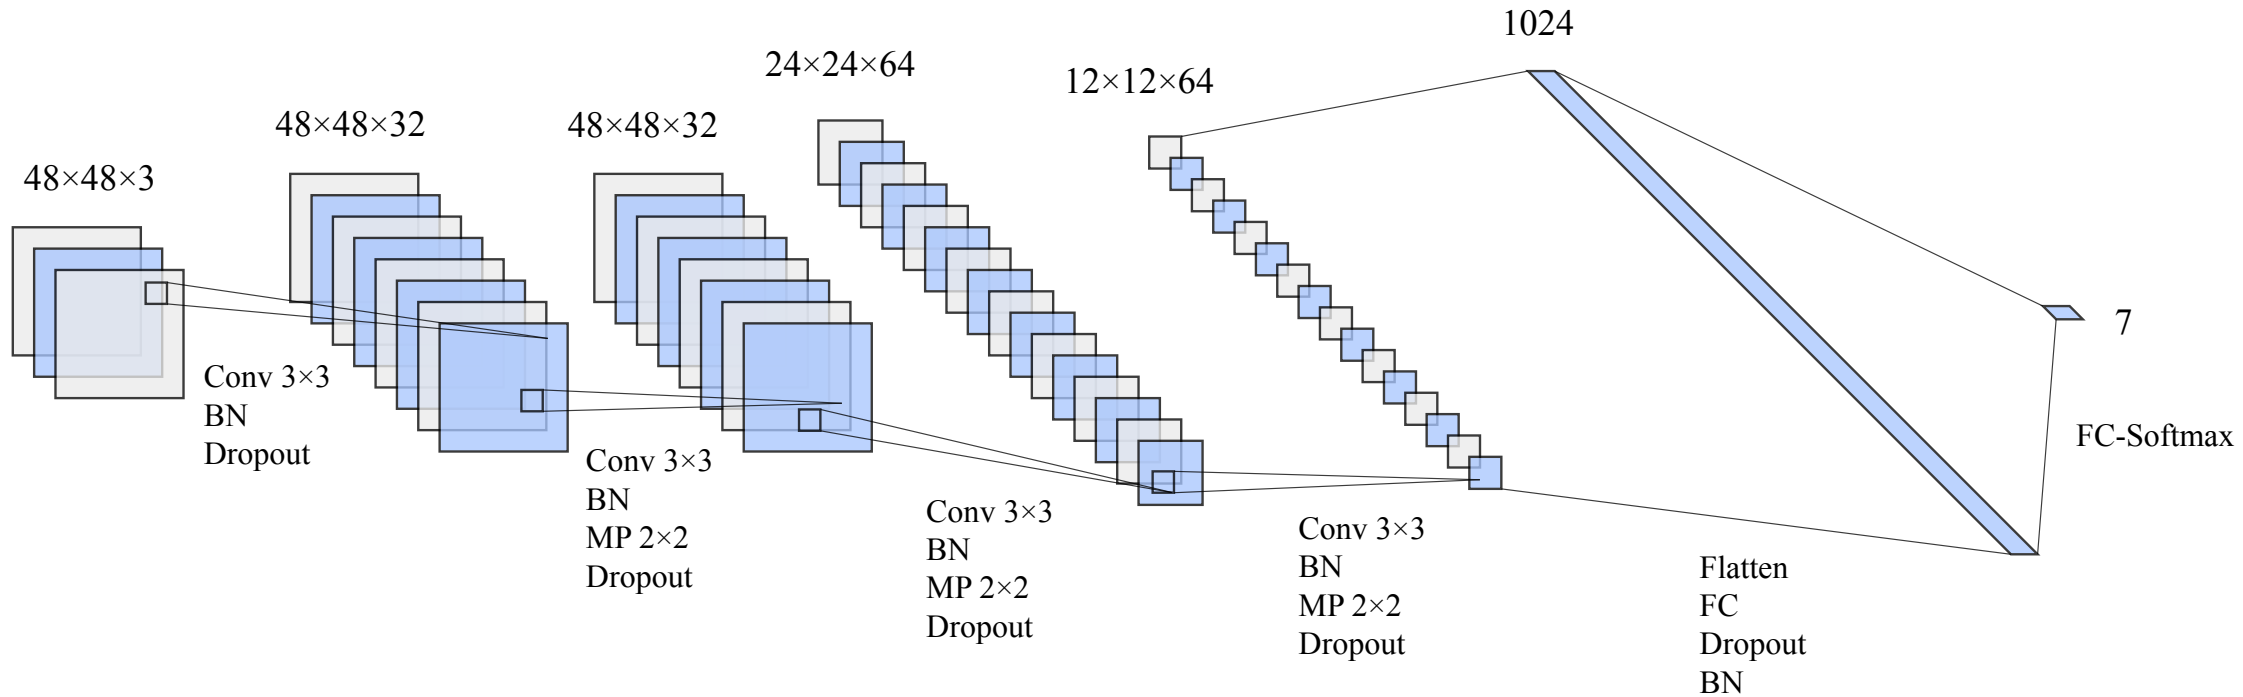 48×48×3
48×48×32
48×48×32
24×24×64
12×12×64
1024
7
Conv 3×3
BN
Dropout
Conv 3×3
BN
MP 2×2
Dropout
Conv 3×3
BN
MP 2×2
Dropout
Conv 3×3
BN
MP 2×2
Dropout
Flatten
FC
Dropout
BN
FC-Softmax